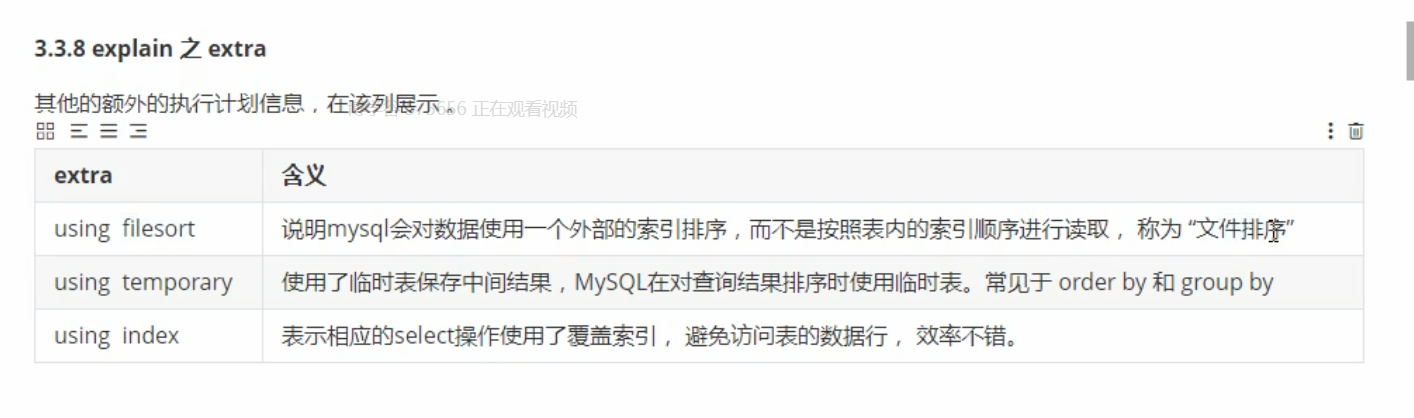 3.3.8 explain 之 extra
其他的额外的执行计划信息，在该列展示 。
正在观看视频
extra 含义
using filesort 说明mysql会对数据使用一个外部的索引排序，而不是按照表内的索引顺序进行读取， 称为 “文件排序”
using temporary 使用了临时表保存中间结果，MySQL在对查询结果排序时使用临时表。常见于 order by 和 group by
using index 表示相应的select操作使用了覆盖索引， 避免访问表的数据行， 效率不错。